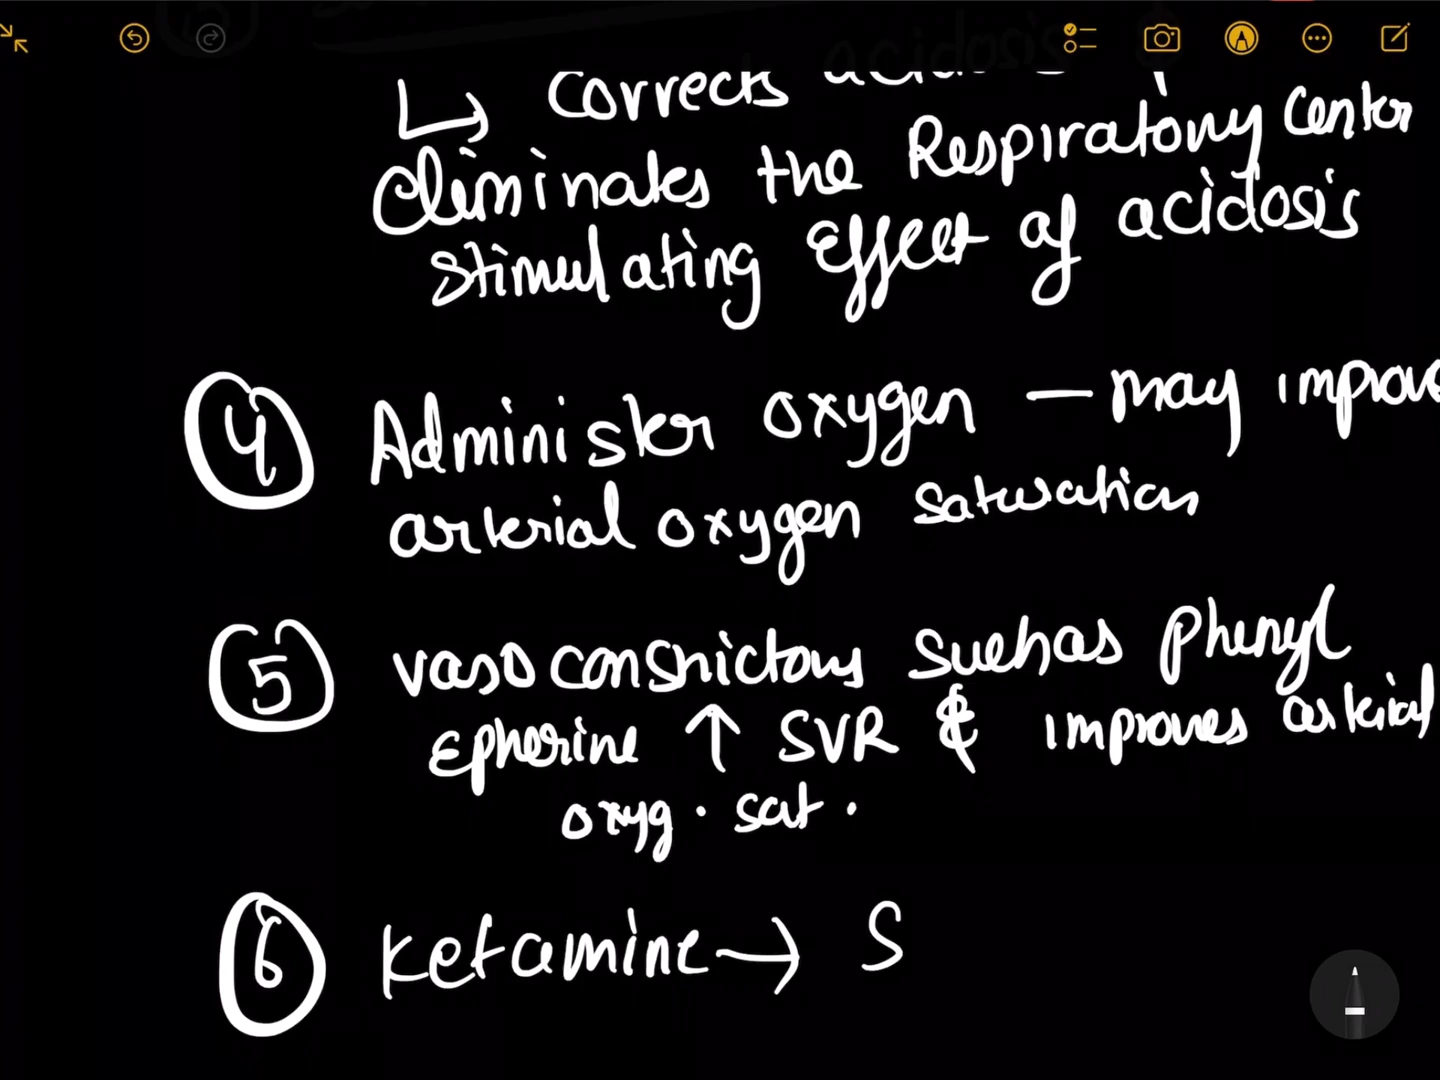 ↳ corrects
eliminates the Respiratory center
stimulating effect of acidosis
④ Administer oxygen — may improve
arterial oxygen saturation
⑤ vasoconstrictors such as phenyl
epherine ↑ SVR & improves arterial
oxyg. sat.
⑥ ketamine → S